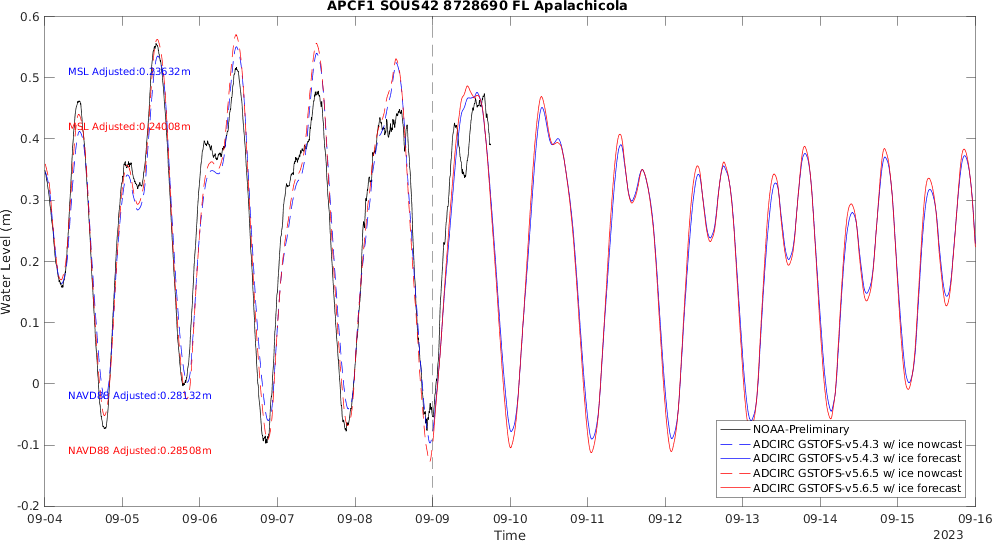 APCF1 SOUS42 8728690 FL Apalachicola
0.6
0.5
0.4
0.3
0.2
0.1
0
-0.1
-0.2
Water Level (m)
MSL Adjusted:0.23632m
MSL Adjusted:0.24008m
NAVD88 Adjusted:0.28132m
NAVD88 Adjusted:0.28508m
NOAA-Preliminary
ADCIRC GSTOFS-v5.4.3 w/ ice nowcast
ADCIRC GSTOFS-v5.4.3 w/ ice forecast
ADCIRC GSTOFS-v5.6.5 w/ ice nowcast
ADCIRC GSTOFS-v5.6.5 w/ ice forecast
09-04 09-05 09-06 09-07 09-08 09-09 09-10 09-11 09-12 09-13 09-14 09-15 09-16
Time
2023